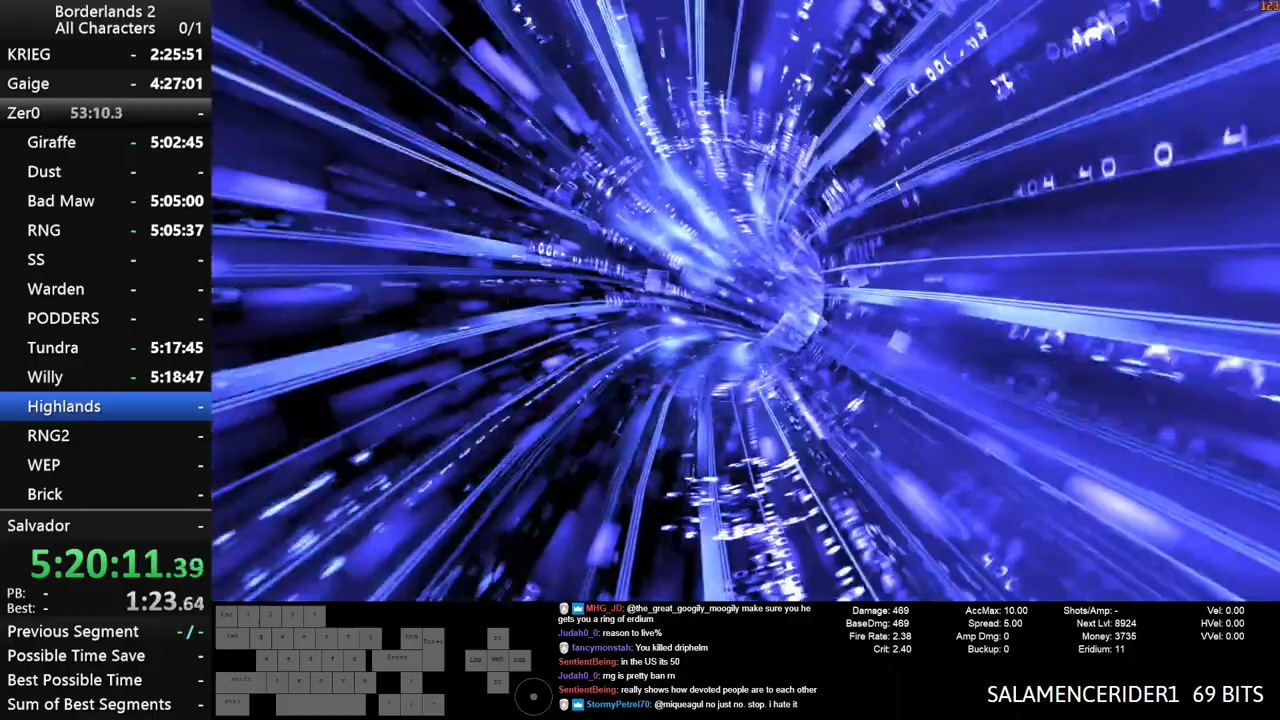 Borderlands 2
All Characters 0/1
KRIEG - 2:25:51
Gaige - 4:27:01
Zer0 53:10.3 -
Giraffe - 5:02:45
Dust - -
Bad Maw - 5:05:00
RNG - 5:05:37
SS - -
Warden - -
PODDERS - -
Tundra - 5:17:45
Willy - 5:18:47
Highlands -
RNG2 -
WEP -
Brick -
Salvador -
5:20:11.39
PB: -
Best: - 1:23.64
Previous Segment - / -
Possible Time Save -
Best Possible Time -
Sum of Best Segments -
123
MHG_JD: @the_great_googily_moogily make sure you he
gets you a ring of erdium
Judah0_0: reason to live%
fancymonstah: You killed driphelm
SentientBeing: in the US its 50
Judah0_0: rng is pretty ban rn
SentientBeing: really shows how devoted people are to each other
StormyPetrel70: @miqueagul no just no. stop. i hate it
Damage: 469 AccMax: 10.00 Shots/Amp: - Vel: 0.00
BaseDmg: 469 Spread: 5.00 Next Lvl: 8924 HVel: 0.00
Fire Rate: 2.38 Amp Dmg: 0 Money: 3735 VVel: 0.00
Crit: 2.40 Bucket: 0 Eridium: 11
SALAMENCERIDER1 69 BITS